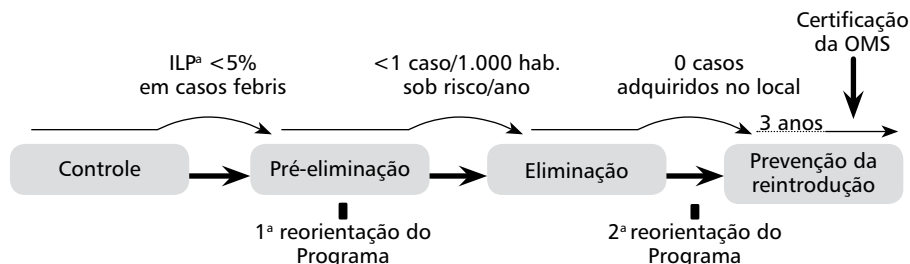 Certificação
da OMS
ILPª <5%
em casos febris
<1 caso/1.000 hab.
sob risco/ano
0 casos
adquiridos no local
3 anos
Controle
Pré-eliminação
Eliminação
Prevenção da
reintrodução
1ª reorientação do
Programa
2ª reorientação do
Programa